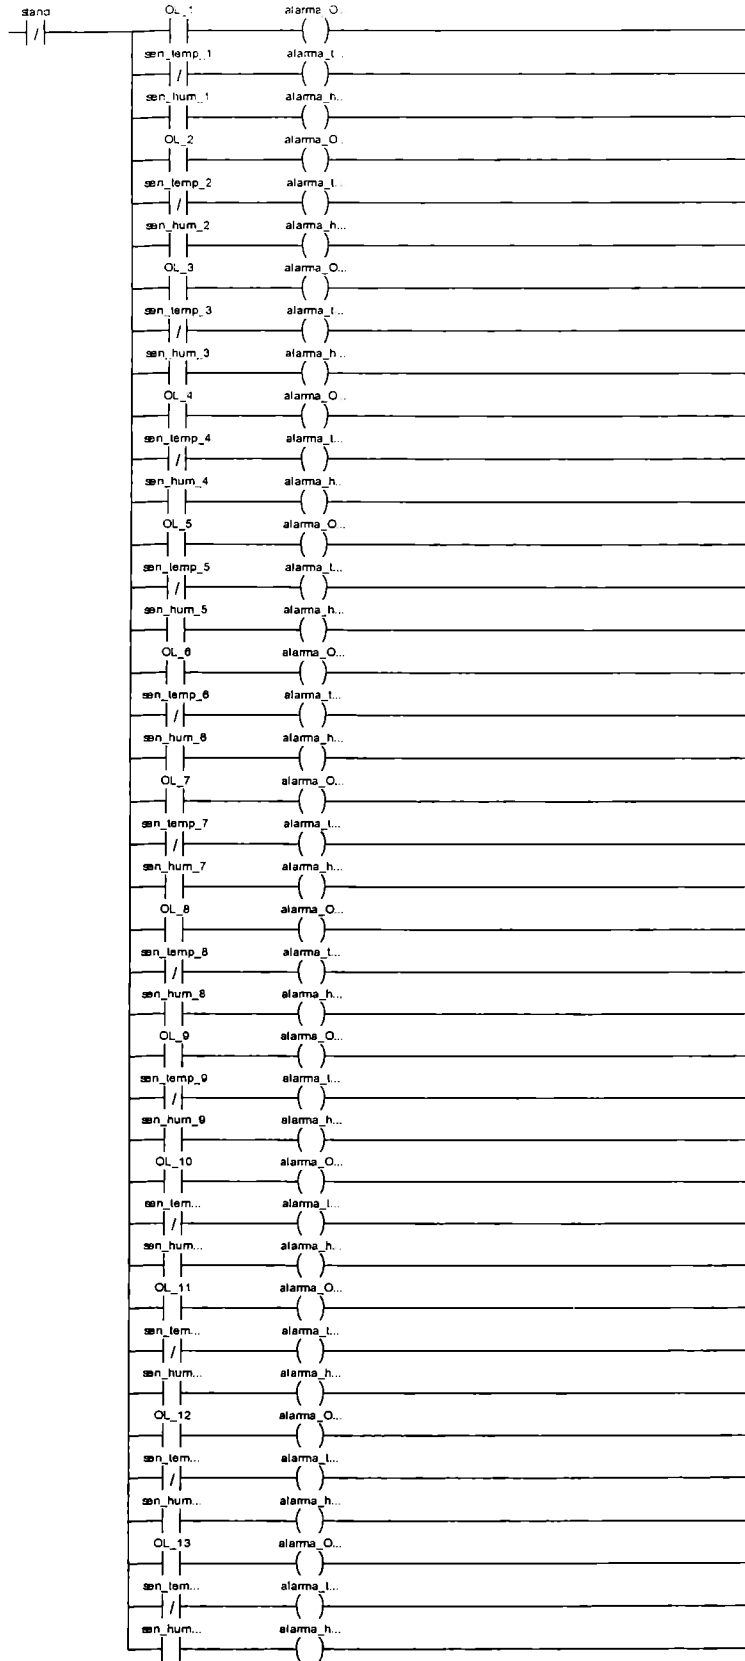 stand
OL_1 alarma_O...
sen_temp_1 alarma_t...
sen_hum_1 alarma_h...
OL_2 alarma_O...
sen_temp_2 alarma_t...
sen_hum_2 alarma_h...
OL_3 alarma_O...
sen_temp_3 alarma_t...
sen_hum_3 alarma_h...
OL_4 alarma_O...
sen_temp_4 alarma_t...
sen_hum_4 alarma_h...
OL_5 alarma_O...
sen_temp_5 alarma_t...
sen_hum_5 alarma_h...
OL_6 alarma_O...
sen_temp_6 alarma_t...
sen_hum_6 alarma_h...
OL_7 alarma_O...
sen_temp_7 alarma_t...
sen_hum_7 alarma_h...
OL_8 alarma_O...
sen_temp_8 alarma_t...
sen_hum_8 alarma_h...
OL_9 alarma_O...
sen_temp_9 alarma_t...
sen_hum_9 alarma_h...
OL_10 alarma_O...
sen_tem... alarma_t...
sen_hum... alarma_h...
OL_11 alarma_O...
sen_tem... alarma_t...
sen_hum... alarma_h...
OL_12 alarma_O...
sen_tem... alarma_t...
sen_hum... alarma_h...
OL_13 alarma_O...
sen_tem... alarma_t...
sen_hum... alarma_h...